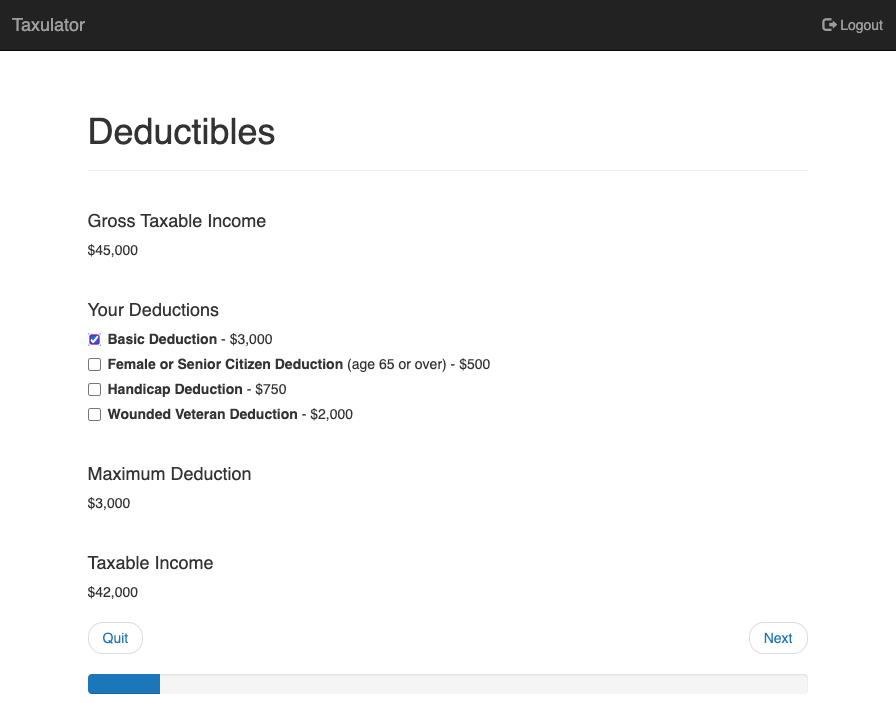 Taxulator
Logout
Deductibles
Gross Taxable Income
$45,000
Your Deductions
Basic Deduction - $3,000
Female or Senior Citizen Deduction (age 65 or over) - $500
Handicap Deduction - $750
Wounded Veteran Deduction - $2,000
Maximum Deduction
$3,000
Taxable Income
$42,000
Quit
Next